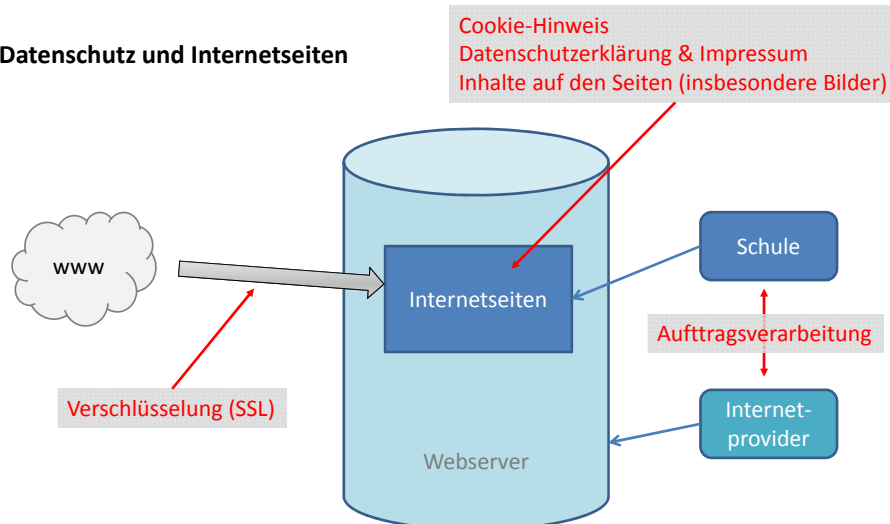 Datenschutz und Internetseiten
Cookie-Hinweis
Datenschutzerklärung & Impressum
Inhalte auf den Seiten (insbesondere Bilder)
www
Internetseiten
Schule
Aufttragsverarbeitung
Verschlüsselung (SSL)
Internet-
provider
Webserver